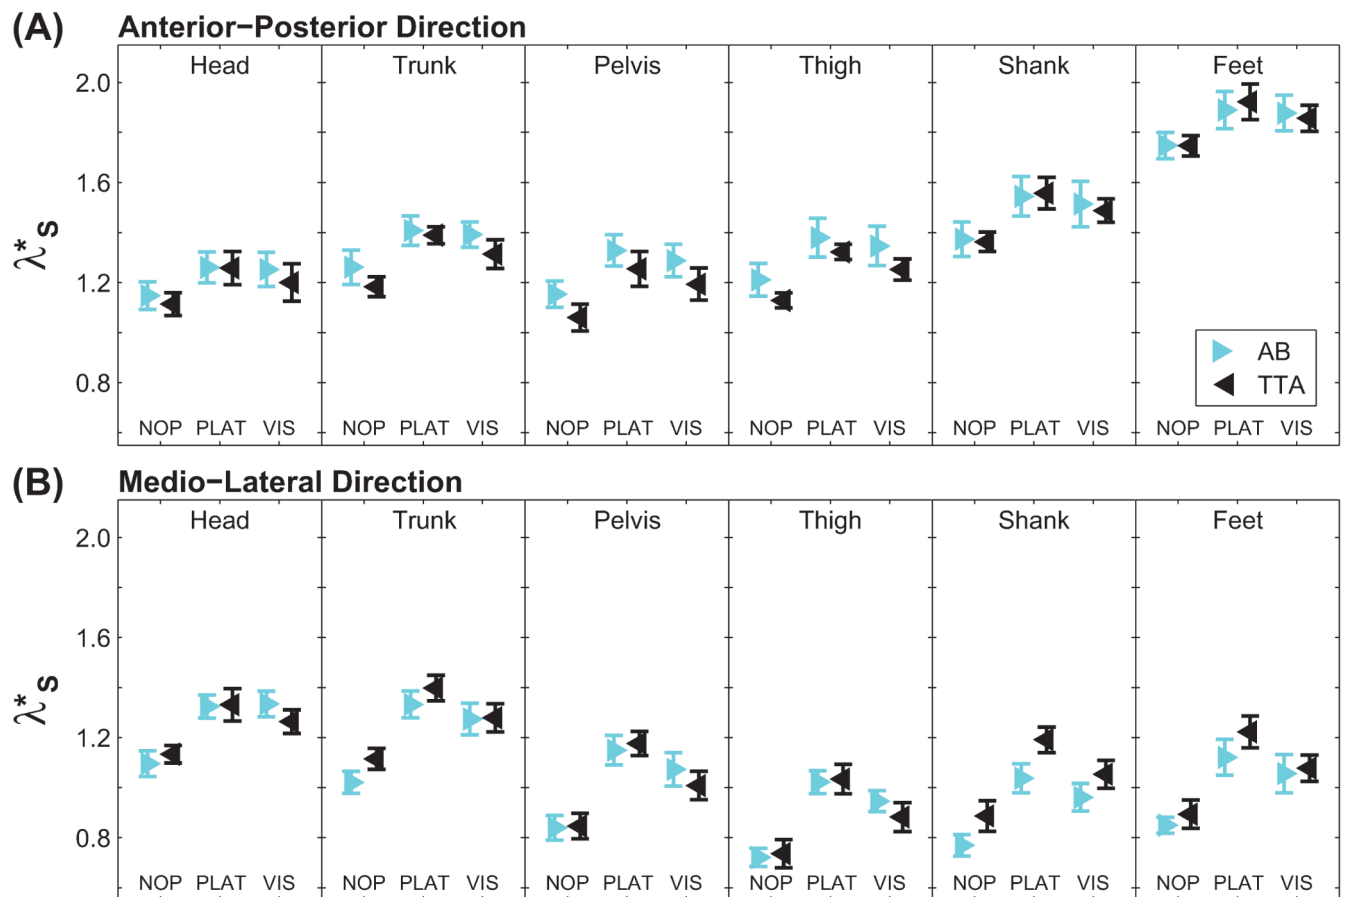 (A) Anterior−Posterior Direction
Head Trunk Pelvis Thigh Shank Feet
2.0
1.6
1.2
0.8
λ*s
AB
TTA
NOP PLAT VIS NOP PLAT VIS NOP PLAT VIS NOP PLAT VIS NOP PLAT VIS NOP PLAT VIS
(B) Medio−Lateral Direction
Head Trunk Pelvis Thigh Shank Feet
2.0
1.6
1.2
0.8
λ*s
NOP PLAT VIS NOP PLAT VIS NOP PLAT VIS NOP PLAT VIS NOP PLAT VIS NOP PLAT VIS